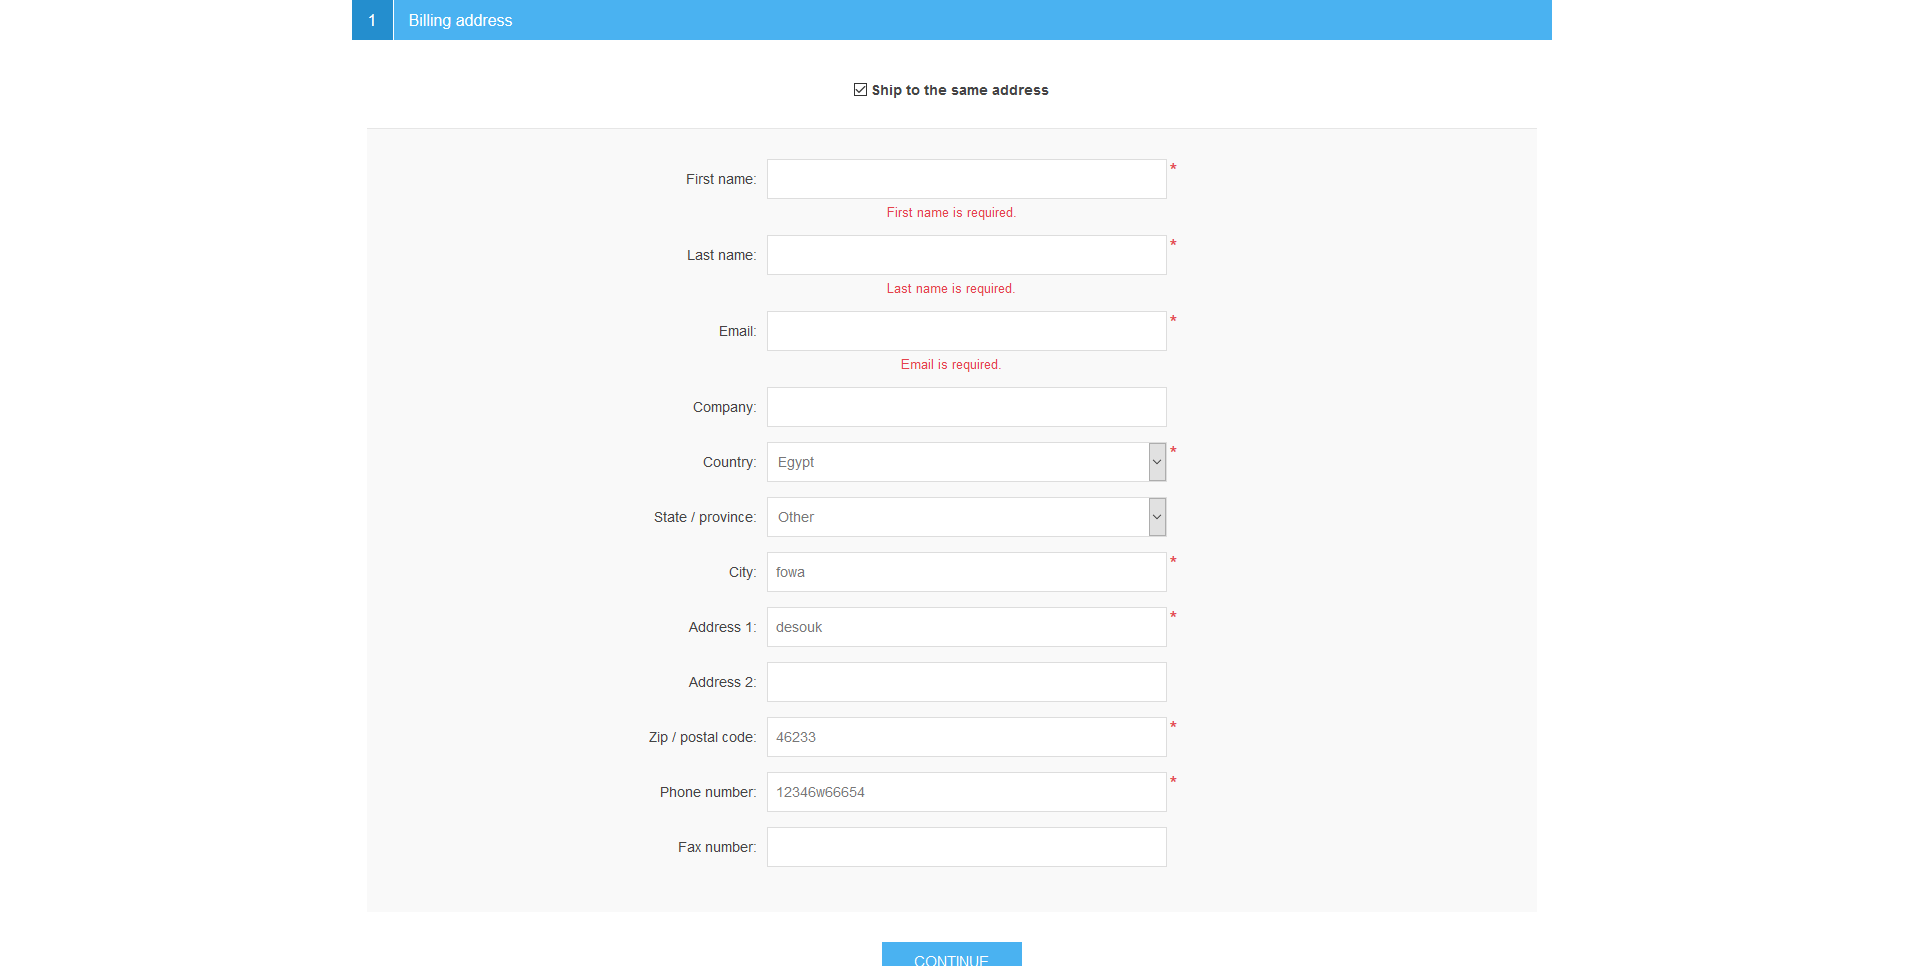 1 Billing address
Ship to the same address
First name: *
First name is required.
Last name: *
Last name is required.
Email: *
Email is required.
Company:
Country: Egypt *
State / province: Other
City: fowa *
Address 1: desouk *
Address 2:
Zip / postal code: 46233 *
Phone number: 12346w66654 *
Fax number:
CONTINUE